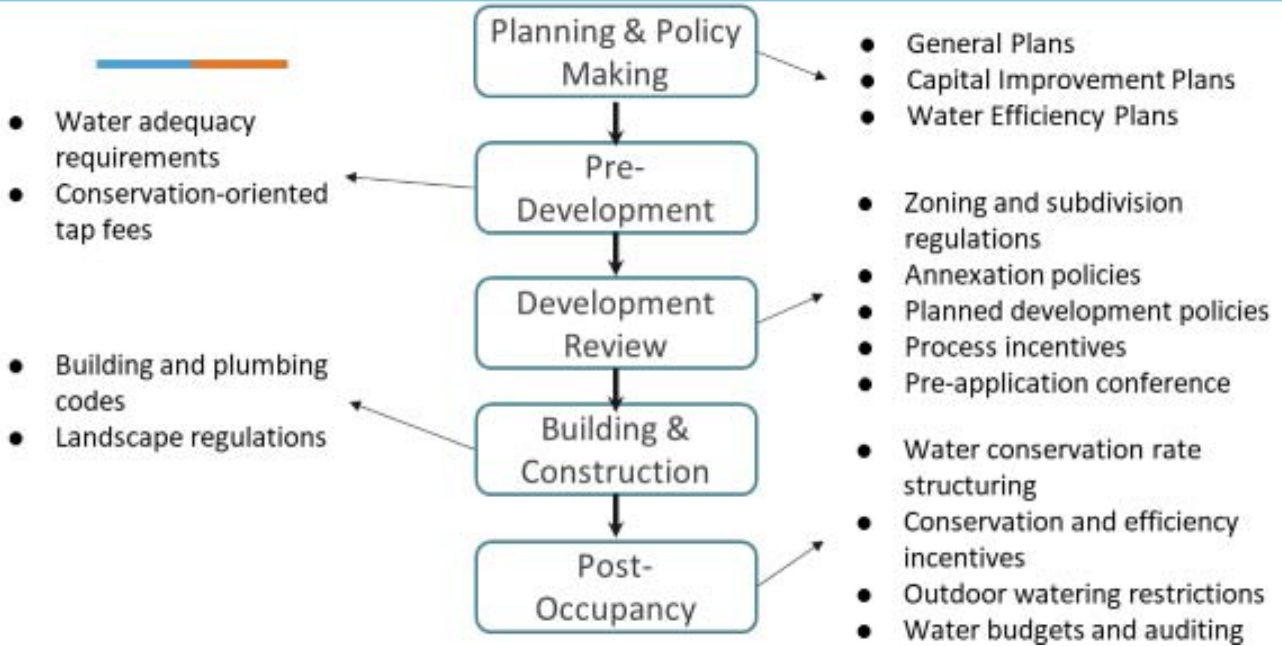 Planning & Policy
Making
● General Plans
● Capital Improvement Plans
● Water Efficiency Plans
● Water adequacy
requirements
● Conservation-oriented
tap fees
Pre-
Development
● Zoning and subdivision
regulations
● Annexation policies
● Planned development policies
● Process incentives
● Pre-application conference
Development
Review
● Building and plumbing
codes
● Landscape regulations
Building &
Construction
● Water conservation rate
structuring
● Conservation and efficiency
incentives
● Outdoor watering restrictions
● Water budgets and auditing
Post-
Occupancy